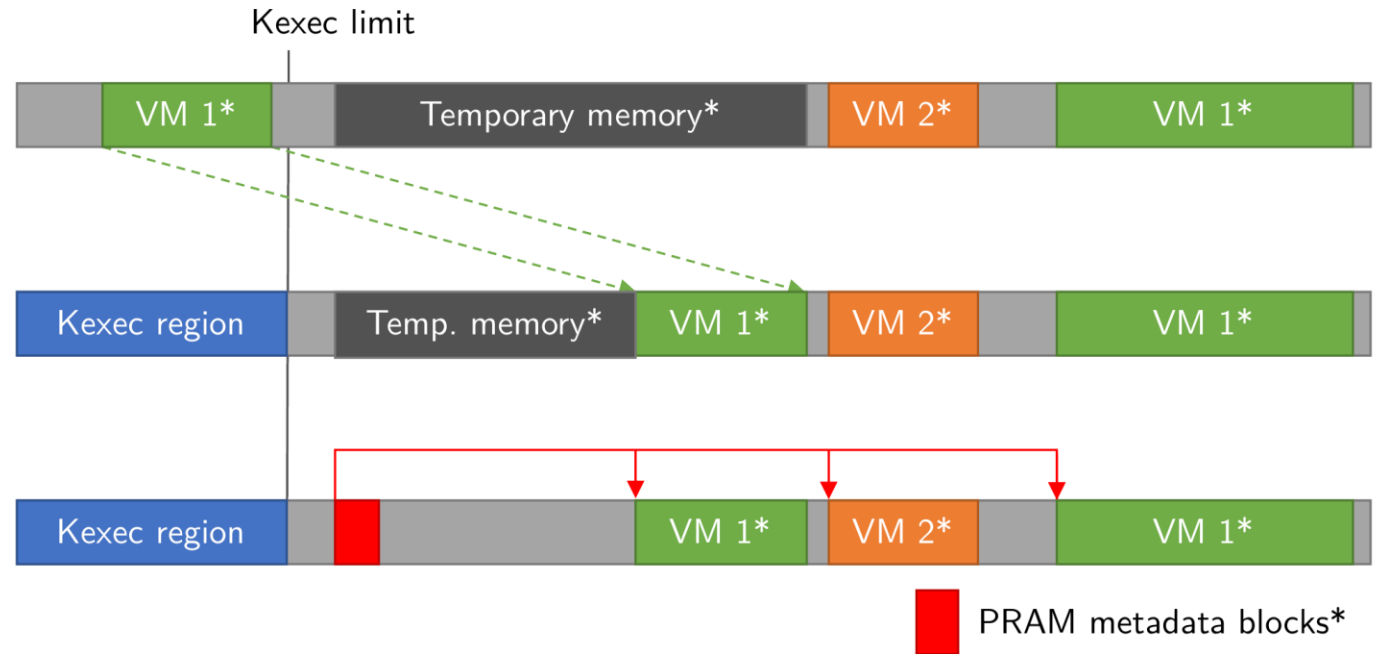 Kexec limit
VM 1*
Temporary memory*
VM 2*
VM 1*
Kexec region
Temp. memory*
VM 1*
VM 2*
VM 1*
Kexec region
VM 1*
VM 2*
VM 1*
PRAM metadata blocks*